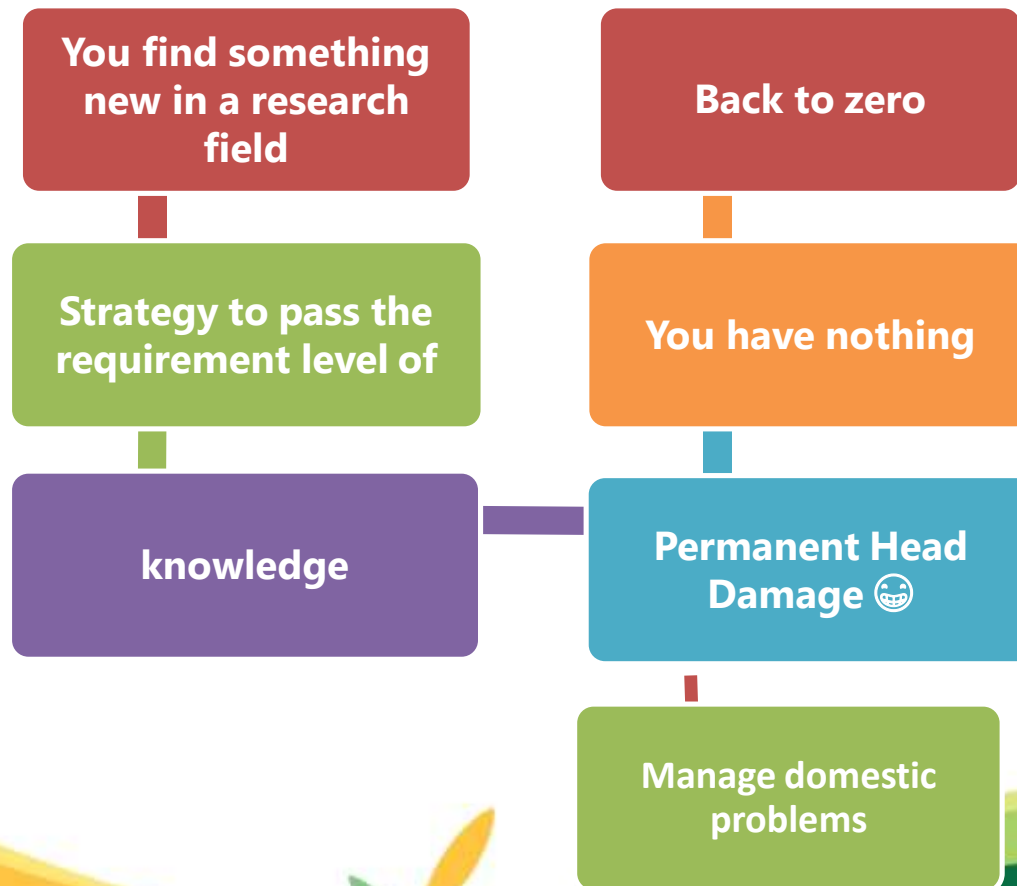 You find something
new in a research
field
Strategy to pass the
requirement level of
knowledge
Back to zero
You have nothing
Permanent Head
Damage 😁
Manage domestic
problems